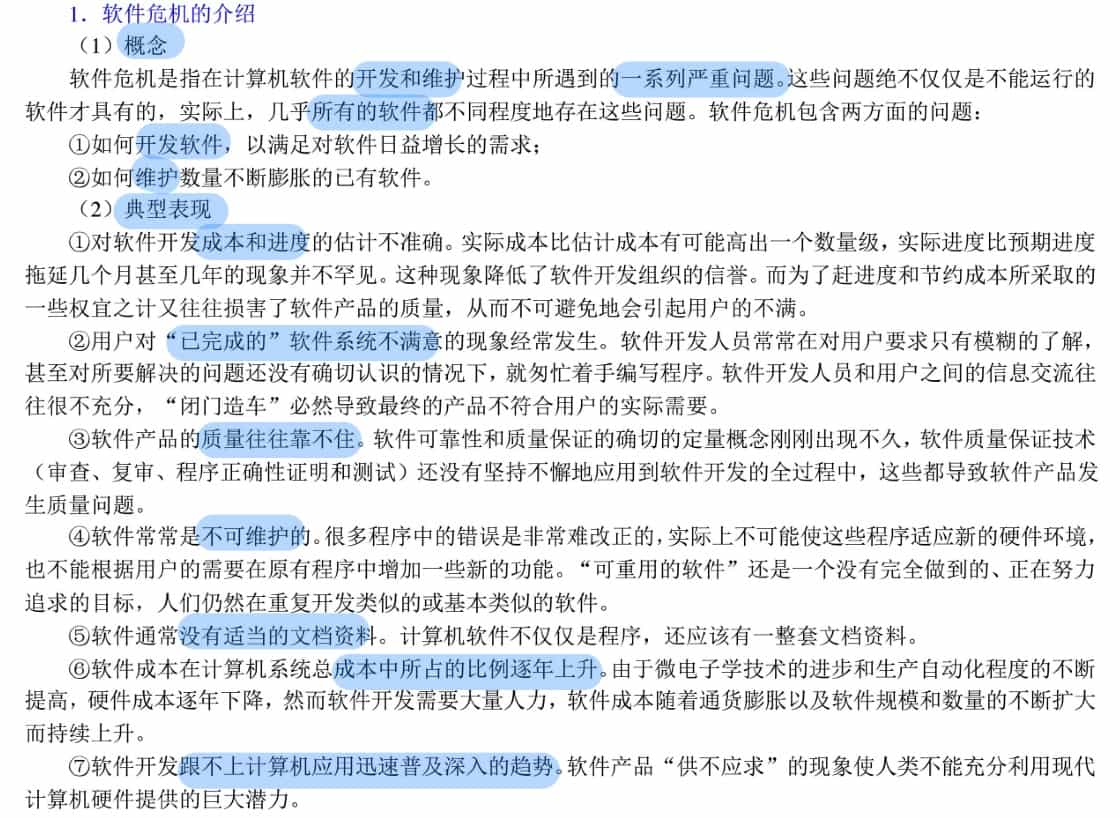 1．软件危机的介绍
（1）概念
软件危机是指在计算机软件的开发和维护过程中所遇到的一系列严重问题。这些问题绝不仅仅是不能运行的
软件才具有的，实际上，几乎所有的软件都不同程度地存在这些问题。软件危机包含两方面的问题：
①如何开发软件，以满足对软件日益增长的需求；
②如何维护数量不断膨胀的已有软件。
（2）典型表现
①对软件开发成本和进度的估计不准确。实际成本比估计成本有可能高出一个数量级，实际进度比预期进度
拖延几个月甚至几年的现象并不罕见。这种现象降低了软件开发组织的信誉。而为了赶进度和节约成本所采取的
一些权宜之计又往往损害了软件产品的质量，从而不可避免地会引起用户的不满。
②用户对“已完成的”软件系统不满意的现象经常发生。软件开发人员常常在对用户要求只有模糊的了解，
甚至对所要解决的问题还没有确切认识的情况下，就匆忙着手编写程序。软件开发人员和用户之间的信息交流往
往很不充分，“闭门造车”必然导致最终的产品不符合用户的实际需要。
③软件产品的质量往往靠不住。软件可靠性和质量保证的确切的定量概念刚刚出现不久，软件质量保证技术
（审查、复审、程序正确性证明和测试）还没有坚持不懈地应用到软件开发的全过程中，这些都导致软件产品发
生质量问题。
④软件常常是不可维护的。很多程序中的错误是非常难改正的，实际上不可能使这些程序适应新的硬件环境，
也不能根据用户的需要在原有程序中增加一些新的功能。“可重用的软件”还是一个没有完全做到的、正在努力
追求的目标，人们仍然在重复开发类似的或基本类似的软件。
⑤软件通常没有适当的文档资料。计算机软件不仅仅是程序，还应该有一整套文档资料。
⑥软件成本在计算机系统总成本中所占的比例逐年上升。由于微电子学技术的进步和生产自动化程度的不断
提高，硬件成本逐年下降，然而软件开发需要大量人力，软件成本随着通货膨胀以及软件规模和数量的不断扩大
而持续上升。
⑦软件开发跟不上计算机应用迅速普及深入的趋势。软件产品“供不应求”的现象使人类不能充分利用现代
计算机硬件提供的巨大潜力。